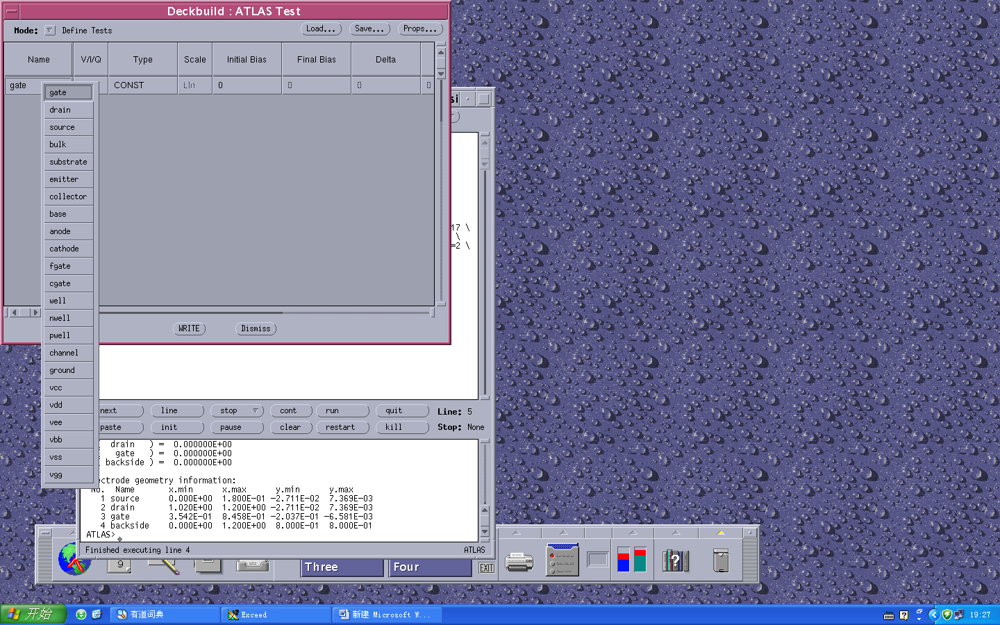 Deckbuild : ATLAS Test
Mode: Define Tests Load... Save... Props...
Name V/I/Q Type Scale Initial Bias Final Bias Delta
gate CONST Lin 0 0 0 0
gate
drain
source
bulk
substrate
emitter
collector
base
anode
cathode
fgate
cgate
well
nwell
pwell
channel
ground
vcc
vdd
vee
vbb
vss
vgg
si
17 \
\
=2 \
WRITE Dismiss
next line stop cont run quit Line: 5
paste init pause clear restart kill Stop: None
drain ) = 0.000000E+00
gate ) = 0.000000E+00
backside ) = 0.000000E+00
ectrode geometry information:
No. Name x.min x.max y.min y.max
1 source 0.000E+00 1.800E-01 -2.711E-02 7.369E-03
2 drain 1.020E+00 1.200E+00 -2.711E-02 7.369E-03
3 gate 3.542E-01 8.458E-01 -2.037E-01 -6.581E-03
4 backside 0.000E+00 1.200E+00 8.000E-01 8.000E-01
ATLAS>
Finished executing line 4 ATLAS
9 Three Four EXIT
开始 有道词典 Exceed 新建 Microsoft W... 19:27